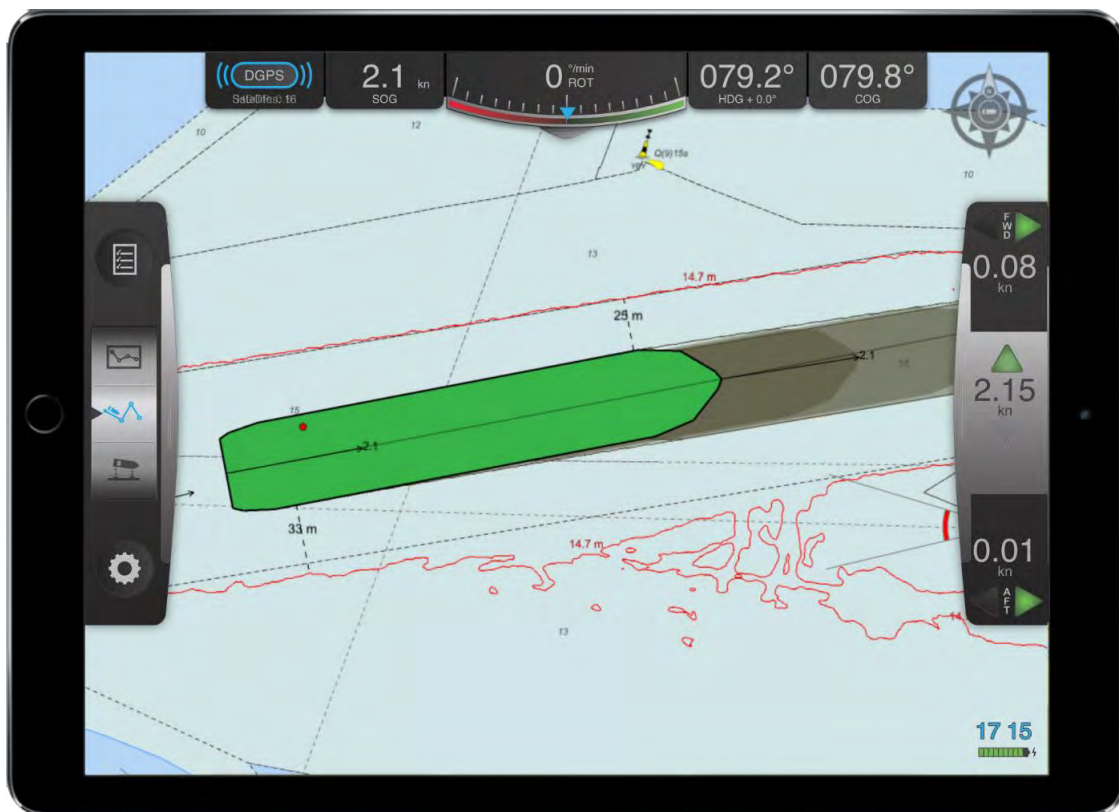 DGPS
2.1 kn
SOG
0 °/min
ROT
079.2°
HDG + 0.0°
079.8°
COG
10
12
Q(9)15s
10
13
FWD
0.08
kn
14.7 m
25 m
2.1
2.15
kn
15
2.1
33 m
14.7 m
0.01
kn
AFT
13
17 15